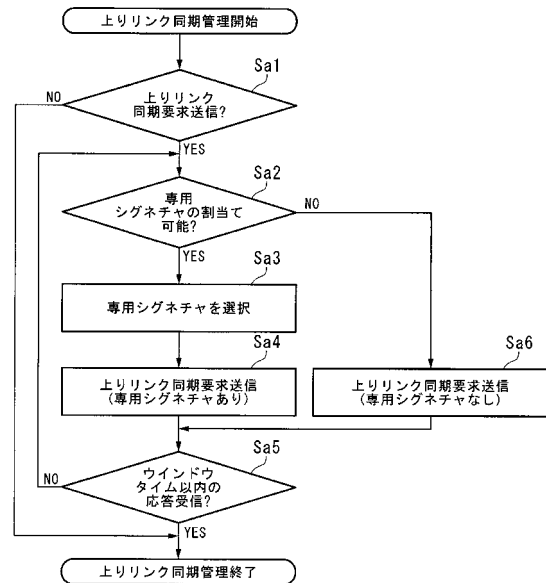 上りリンク同期管理開始
Sa1
NO
上りリンク
同期要求送信?
YES
Sa2
専用
シグネチャの割当て
可能?
NO
YES
Sa3
専用シグネチャを選択
Sa4
上りリンク同期要求送信
(専用シグネチャあり)
Sa6
上りリンク同期要求送信
(専用シグネチャなし)
Sa5
NO
ウインドウ
タイム以内の
応答受信?
YES
上りリンク同期管理終了